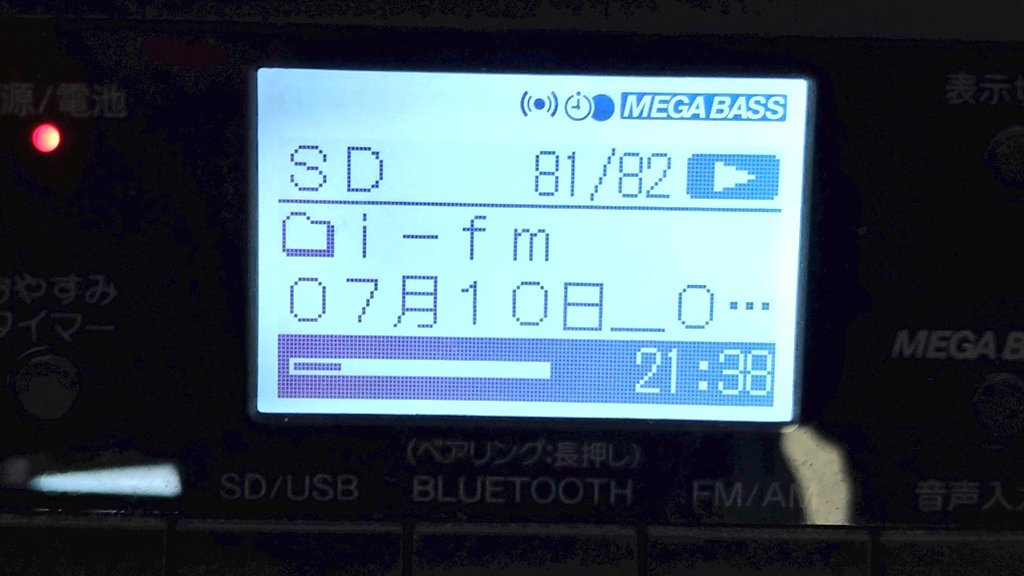 源/電池
表示
MEGA BASS
SD 81/82
i-fm
07月10日_0…
21:38
おやすみ
タイマー
MEGA B
(ペアリング:長押し)
SD/USB
BLUETOOTH
FM/AM
音声入